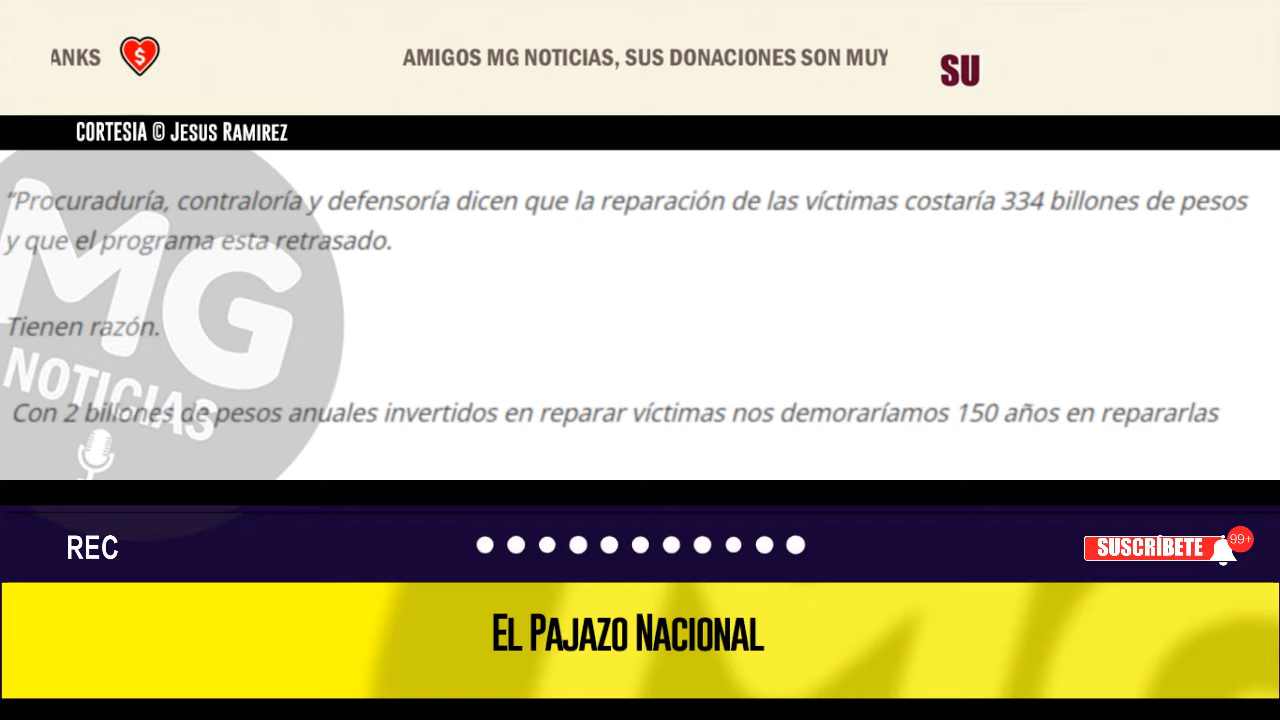 ANKS
$
AMIGOS MG NOTICIAS, SUS DONACIONES SON MUY
SU
CORTESIA © JESUS RAMIREZ
“Procuraduría, contraloría y defensoría dicen que la reparación de las víctimas costaría 334 billones de pesos
y que el programa esta retrasado.
Tienen razón.
Con 2 billones de pesos anuales invertidos en reparar víctimas nos demoraríamos 150 años en repararlas
MG
NOTICIAS
REC
SUSCRÍBETE
99+
EL PAJAZO NACIONAL